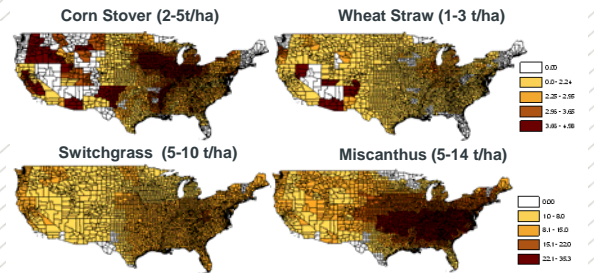 Corn Stover (2-5t/ha)
Wheat Straw (1-3 t/ha)
0.00
0.0 - 2.24
2.25 - 2.95
2.96 - 3.65
3.66 - 4.58
Switchgrass (5-10 t/ha)
Miscanthus (5-14 t/ha)
0.00
1.0 - 8.0
8.1 - 15.0
15.1 - 22.0
22.1 - 35.3